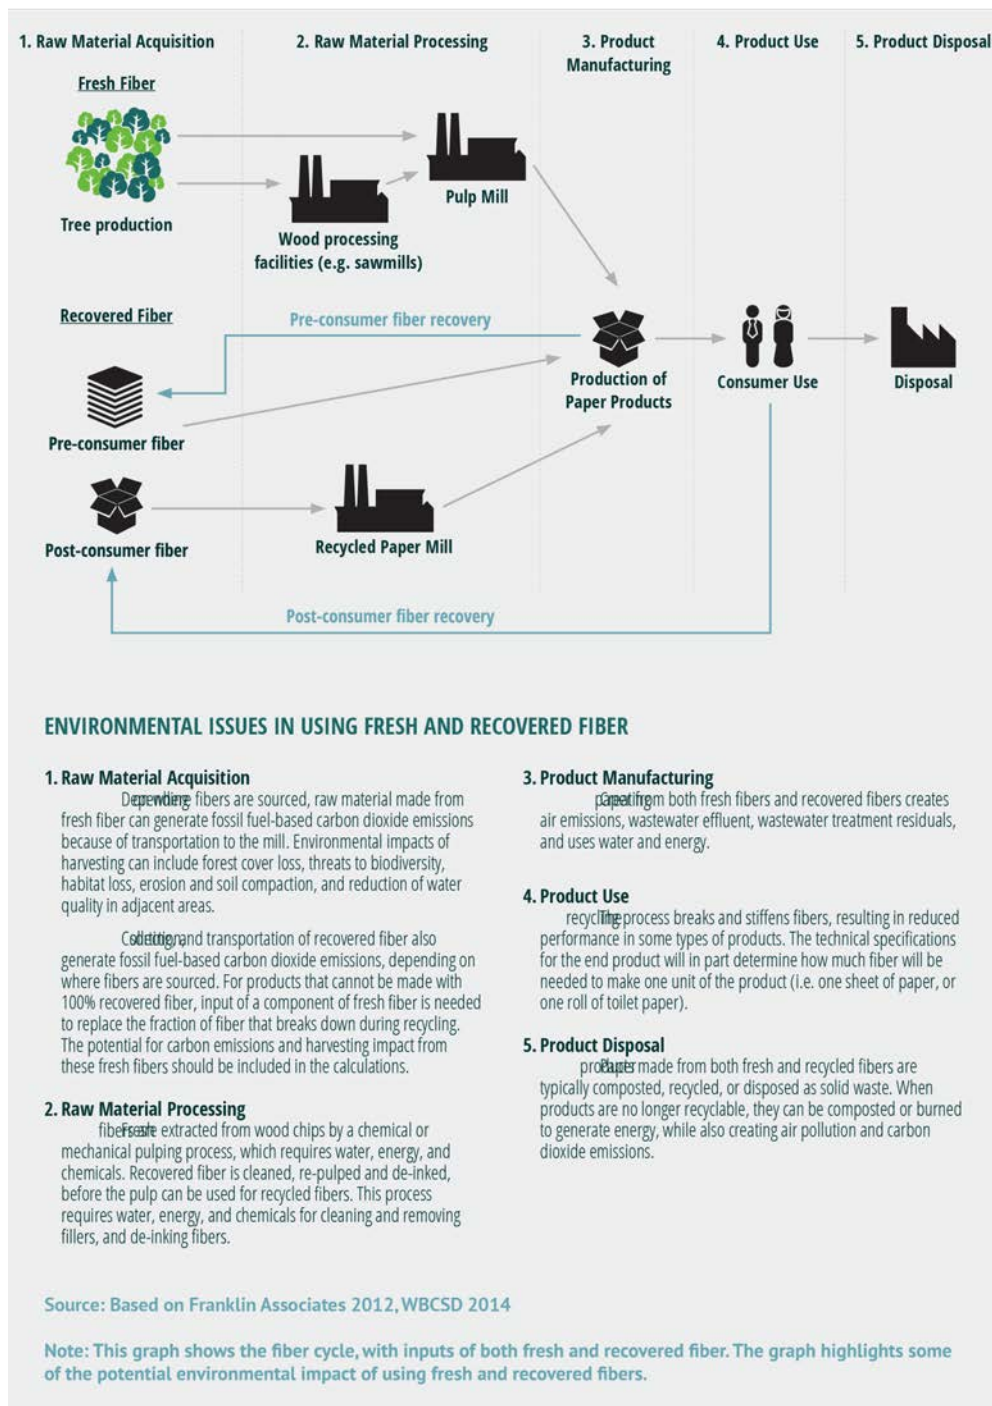 1. Raw Material Acquisition
2. Raw Material Processing
3. Product
Manufacturing
4. Product Use
5. Product Disposal
Fresh Fiber
Tree production
Wood processing
facilities (e.g. sawmills)
Pulp Mill
Recovered Fiber
Pre-consumer fiber recovery
Pre-consumer fiber
Production of
Paper Products
Consumer Use
Disposal
Post-consumer fiber
Recycled Paper Mill
Post-consumer fiber recovery
ENVIRONMENTAL ISSUES IN USING FRESH AND RECOVERED FIBER
1. Raw Material Acquisition
fibers are sourced, raw material made from
fresh fiber can generate fossil fuel-based carbon dioxide emissions
because of transportation to the mill. Environmental impacts of
harvesting can include forest cover loss, threats to biodiversity,
habitat loss, erosion and soil compaction, and reduction of water
quality in adjacent areas.
and transportation of recovered fiber also
generate fossil fuel-based carbon dioxide emissions, depending on
where fibers are sourced. For products that cannot be made with
100% recovered fiber, input of a component of fresh fiber is needed
to replace the fraction of fiber that breaks down during recycling.
The potential for carbon emissions and harvesting impact from
these fresh fibers should be included in the calculations.
2. Raw Material Processing
extracted from wood chips by a chemical or
mechanical pulping process, which requires water, energy, and
chemicals. Recovered fiber is cleaned, re-pulped and de-inked,
before the pulp can be used for recycled fibers. This process
requires water, energy, and chemicals for cleaning and removing
fillers, and de-inking fibers.
3. Product Manufacturing
from both fresh fibers and recovered fibers creates
air emissions, wastewater effluent, wastewater treatment residuals,
and uses water and energy.
4. Product Use
process breaks and stiffens fibers, resulting in reduced
performance in some types of products. The technical specifications
for the end product will in part determine how much fiber will be
needed to make one unit of the product (i.e. one sheet of paper, or
one roll of toilet paper).
5. Product Disposal
made from both fresh and recycled fibers are
typically composted, recycled, or disposed as solid waste. When
products are no longer recyclable, they can be composted or burned
to generate energy, while also creating air pollution and carbon
dioxide emissions.
Source: Based on Franklin Associates 2012, WBCSD 2014
Note: This graph shows the fiber cycle, with inputs of both fresh and recovered fiber. The graph highlights some
of the potential environmental impact of using fresh and recovered fibers.